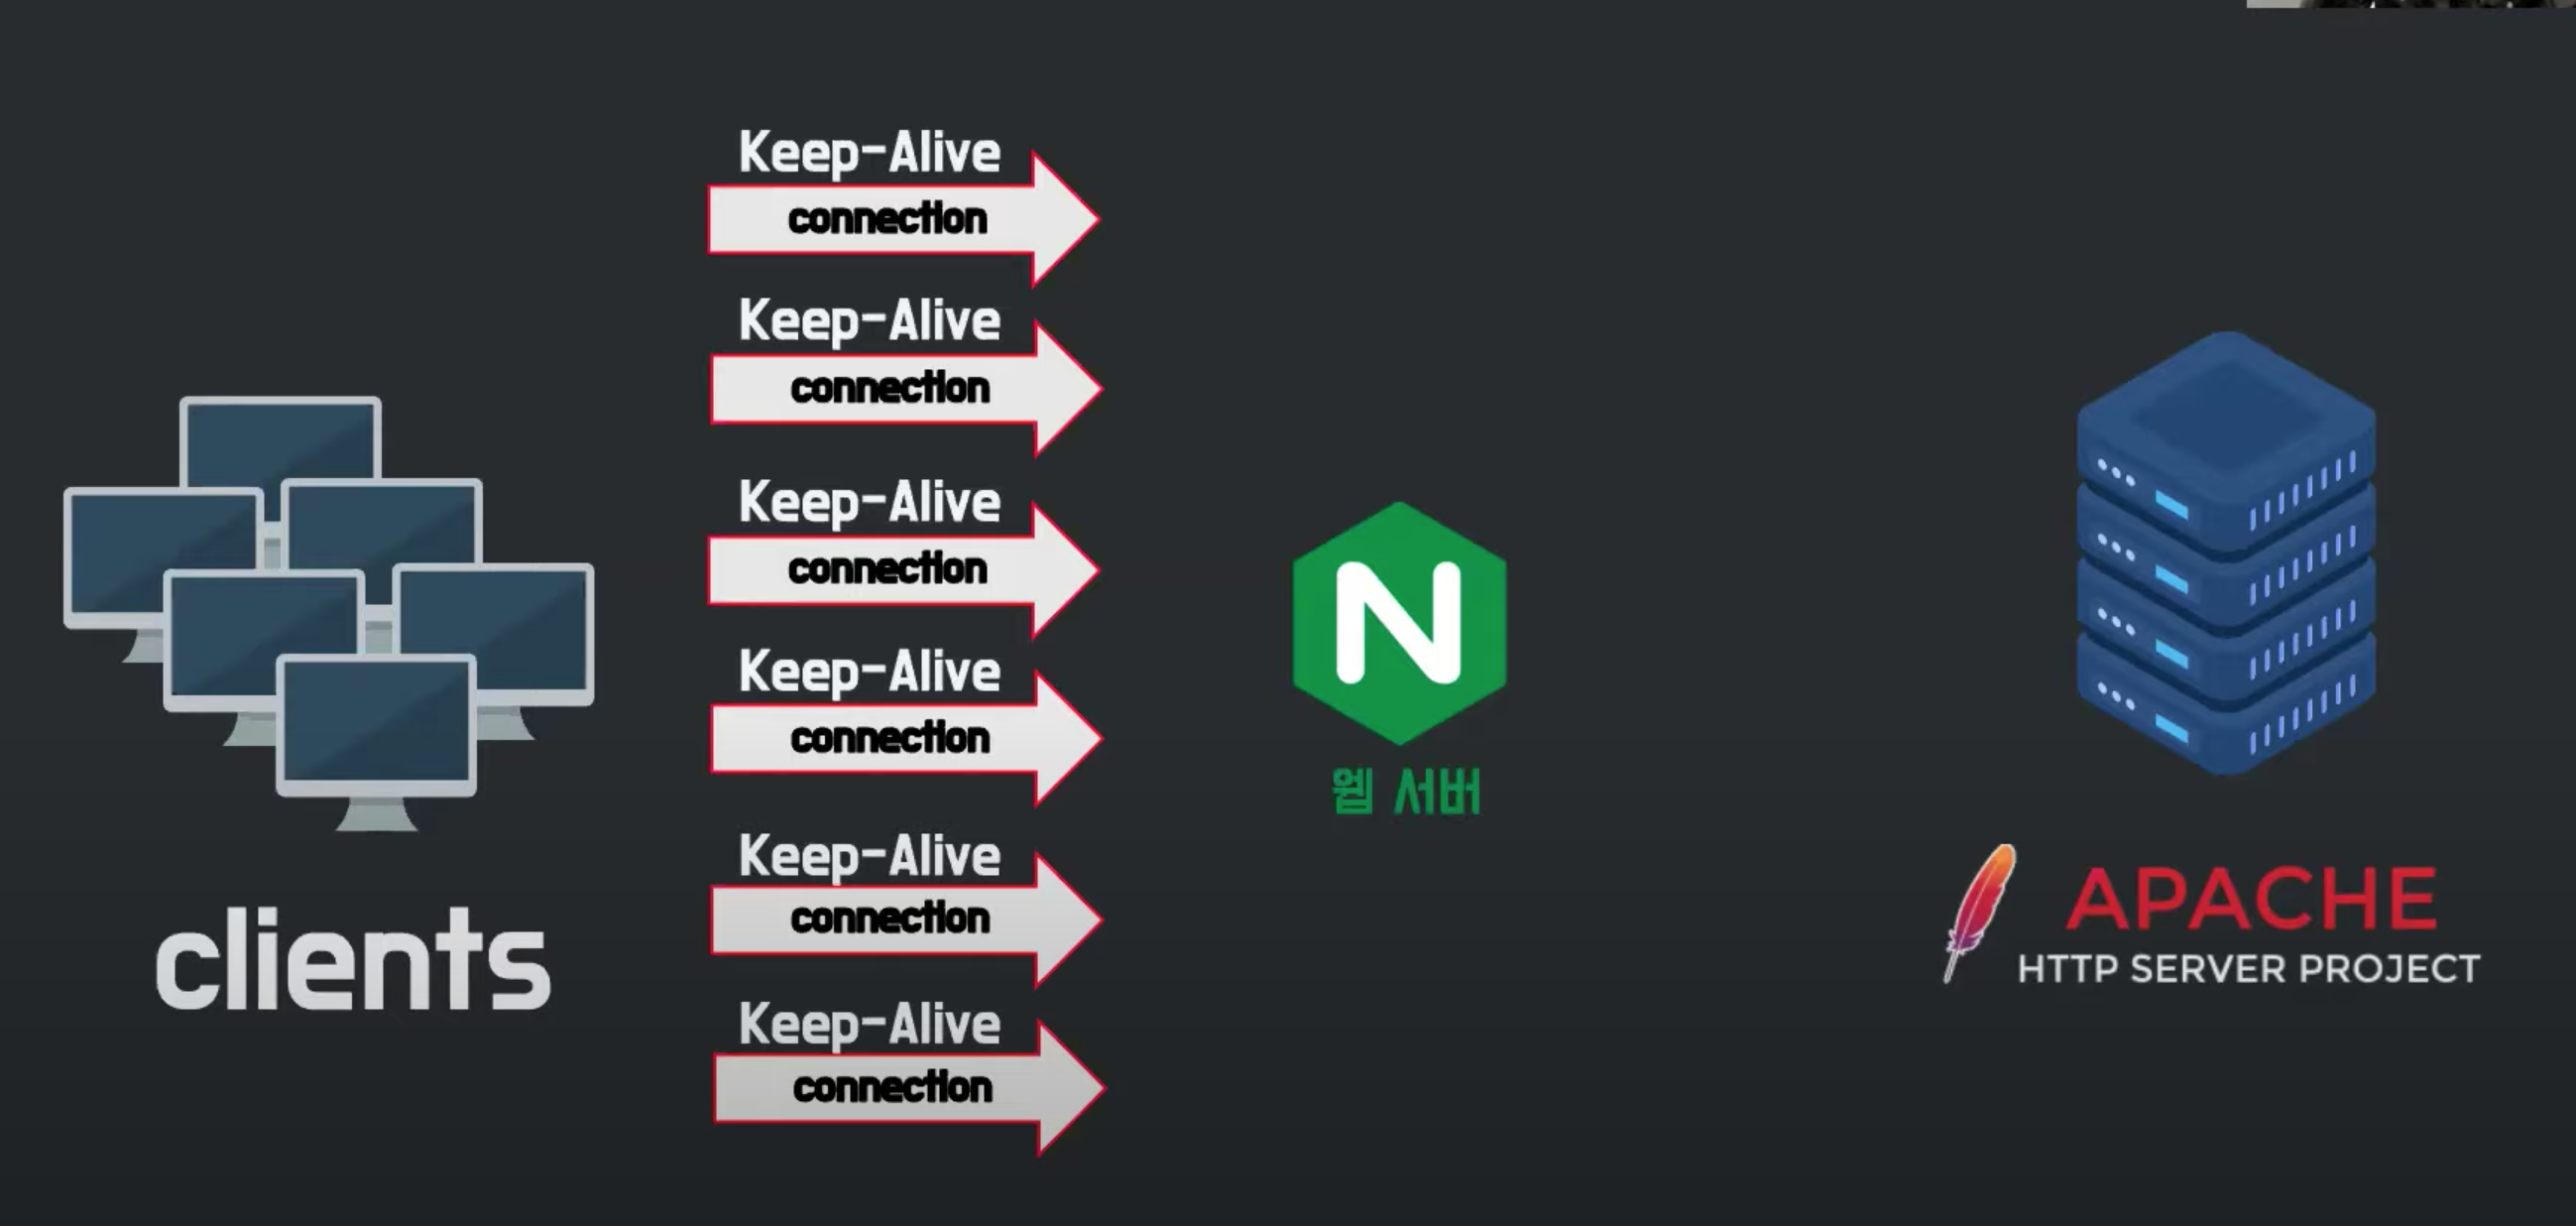 Keep-Alive
connection
Keep-Alive
connection
Keep-Alive
connection
Keep-Alive
connection
Keep-Alive
connection
Keep-Alive
connection
clients
N
웹 서버
APACHE
HTTP SERVER PROJECT